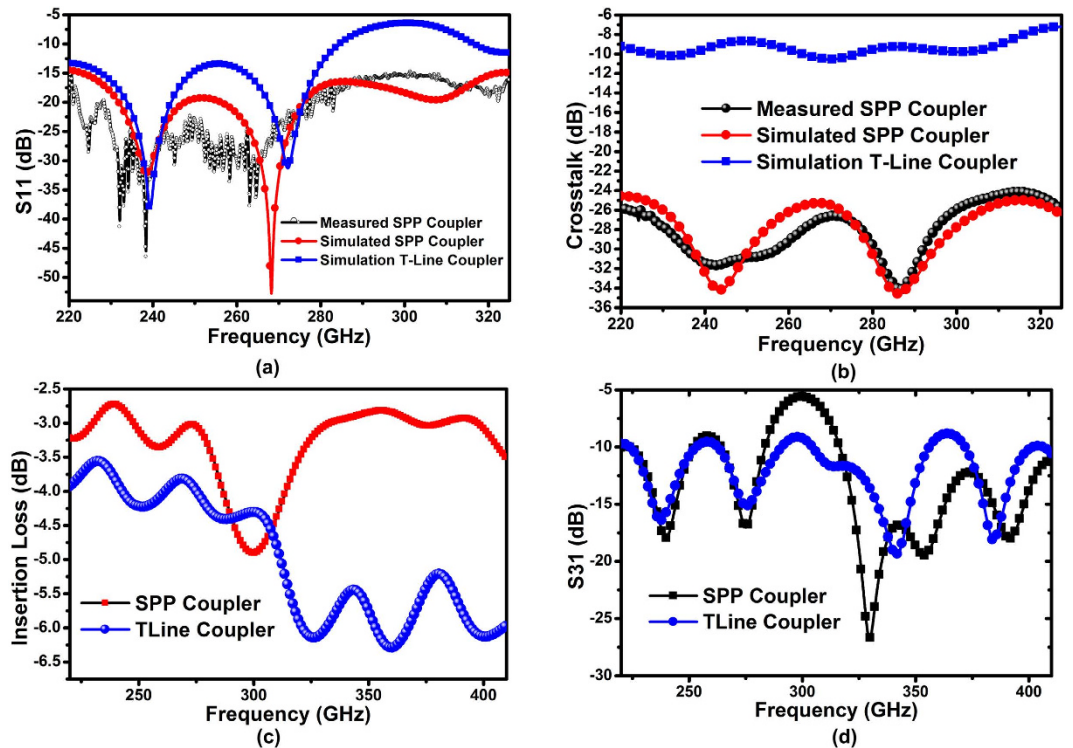 -5
-10
-15
-20
-25
-30
-35
-40
-45
-50
S11 (dB)
Measured SPP Coupler
Simulated SPP Coupler
Simulation T-Line Coupler
220 240 260 280 300 320
Frequency (GHz)
(a)
-6
-8
-10
-12
-14
-16
-18
-20
-22
-24
-26
-28
-30
-32
-34
-36
Crosstalk (dB)
Measured SPP Coupler
Simulated SPP Coupler
Simulation T-Line Coupler
220 240 260 280 300 320
Frequency (GHz)
(b)
-2.5
-3.0
-3.5
-4.0
-4.5
-5.0
-5.5
-6.0
-6.5
Insertion Loss (dB)
SPP Coupler
TLine Coupler
250 300 350 400
Frequency (GHz)
(c)
-5
-10
-15
-20
-25
-30
S31 (dB)
SPP Coupler
TLine Coupler
250 300 350 400
Frequency (GHz)
(d)